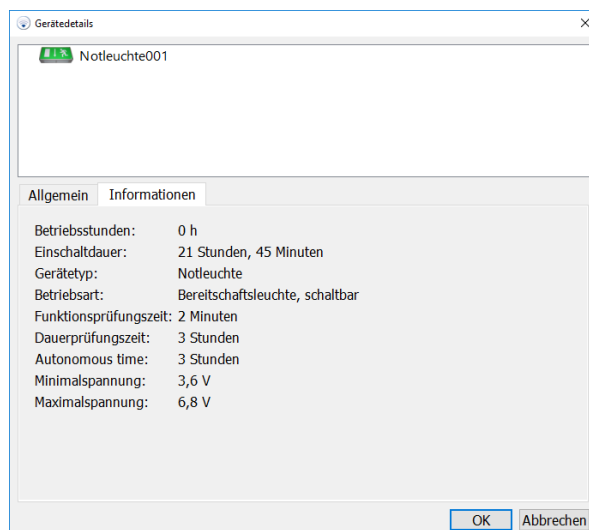 Gerätedetails
Notleuchte001
Allgemein Informationen
Betriebsstunden: 0 h
Einschaltdauer: 21 Stunden, 45 Minuten
Gerätetyp: Notleuchte
Betriebsart: Bereitschaftsleuchte, schaltbar
Funktionsprüfungszeit: 2 Minuten
Dauerprüfungszeit: 3 Stunden
Autonomous time: 3 Stunden
Minimalspannung: 3,6 V
Maximalspannung: 6,8 V
OK Abbrechen